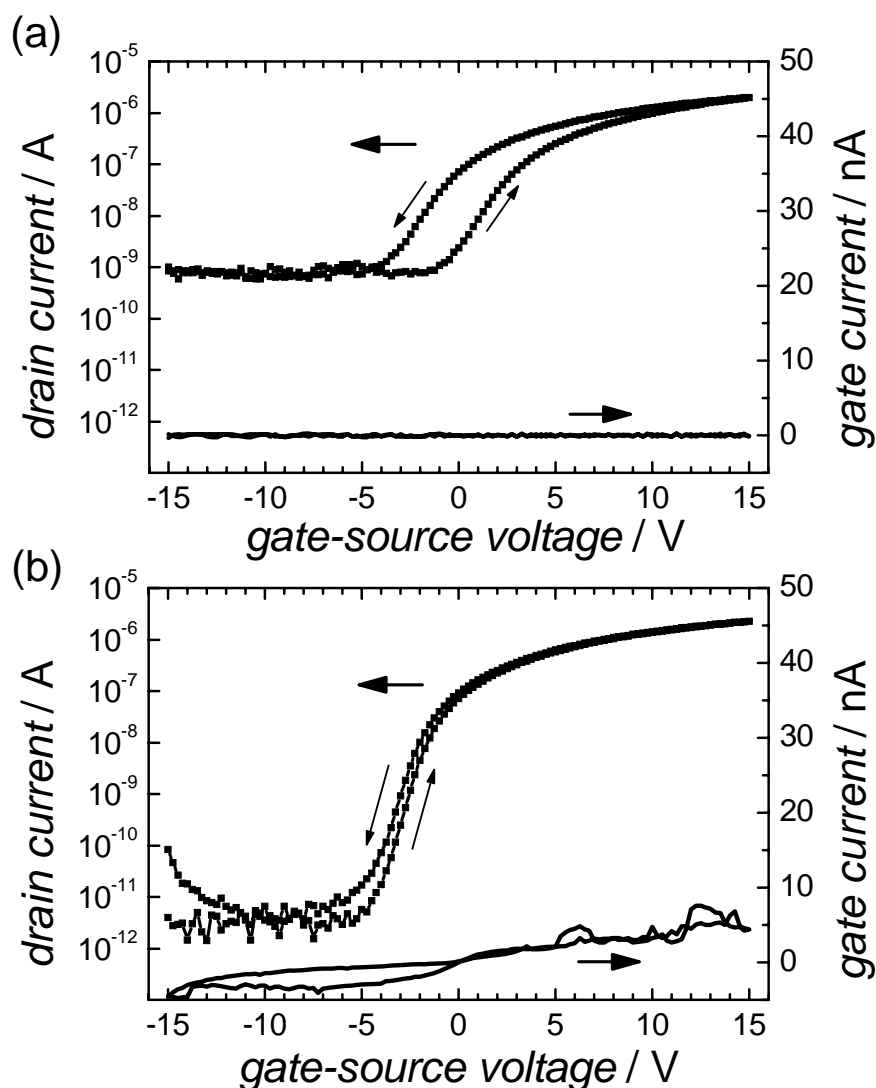 (a)
10⁻⁵
10⁻⁶
10⁻⁷
10⁻⁸
10⁻⁹
10⁻¹⁰
10⁻¹¹
10⁻¹²
drain current / A
50
40
30
20
10
0
gate current / nA
-15 -10 -5 0 5 10 15
gate-source voltage / V
(b)
10⁻⁵
10⁻⁶
10⁻⁷
10⁻⁸
10⁻⁹
10⁻¹⁰
10⁻¹¹
10⁻¹²
drain current / A
50
40
30
20
10
0
gate current / nA
-15 -10 -5 0 5 10 15
gate-source voltage / V